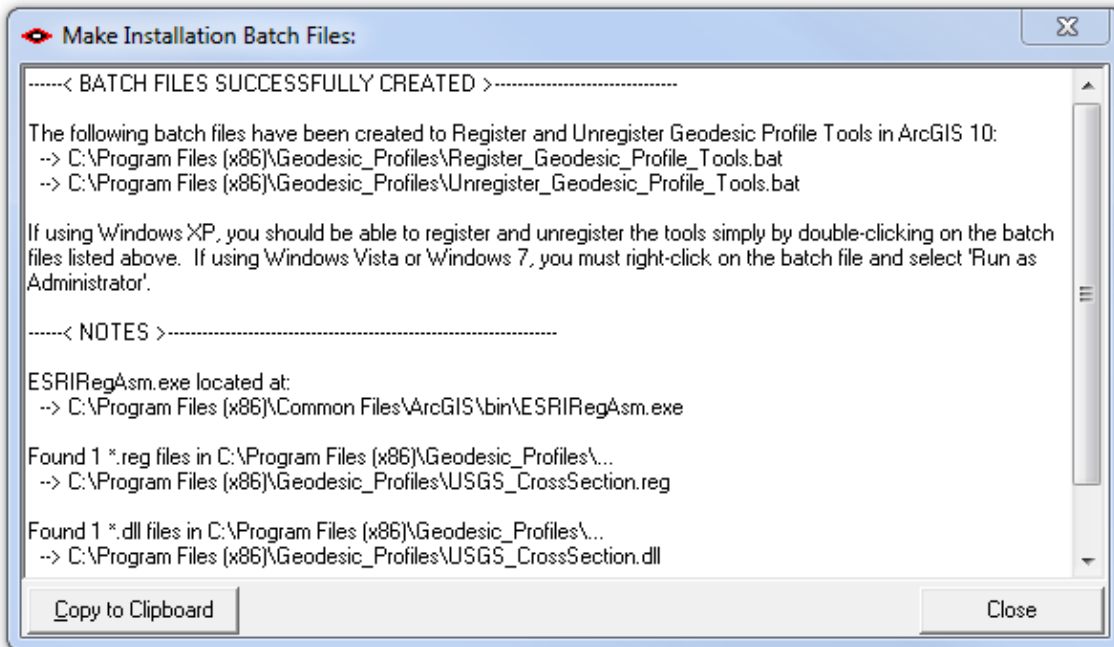 Make Installation Batch Files:
------< BATCH FILES SUCCESSFULLY CREATED >--------------------------------
The following batch files have been created to Register and Unregister Geodesic Profile Tools in ArcGIS 10:
--> C:\Program Files (x86)\Geodesic_Profiles\Register_Geodesic_Profile_Tools.bat
--> C:\Program Files (x86)\Geodesic_Profiles\Unregister_Geodesic_Profile_Tools.bat
If using Windows XP, you should be able to register and unregister the tools simply by double-clicking on the batch
files listed above.  If using Windows Vista or Windows 7, you must right-click on the batch file and select 'Run as
Administrator'.
------< NOTES >--------------------------------------------------------------------
ESRIRegAsm.exe located at:
--> C:\Program Files (x86)\Common Files\ArcGIS\bin\ESRIRegAsm.exe
Found 1 *.reg files in C:\Program Files (x86)\Geodesic_Profiles\...
--> C:\Program Files (x86)\Geodesic_Profiles\USGS_CrossSection.reg
Found 1 *.dll files in C:\Program Files (x86)\Geodesic_Profiles\...
--> C:\Program Files (x86)\Geodesic_Profiles\USGS_CrossSection.dll
Copy to Clipboard
Close